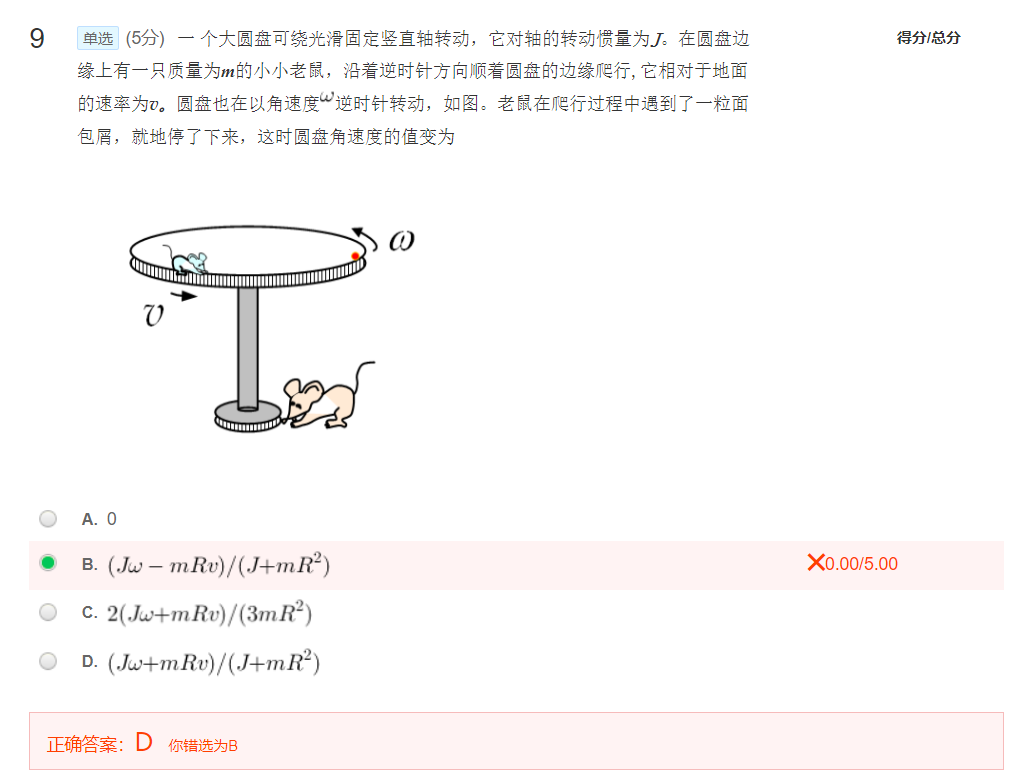 9 单选 (5分) 一 个大圆盘可绕光滑固定竖直轴转动，它对轴的转动惯量为J。在圆盘边 得分/总分
缘上有一只质量为m的小小老鼠，沿着逆时针方向顺着圆盘的边缘爬行, 它相对于地面
的速率为v。圆盘也在以角速度ω逆时针转动，如图。老鼠在爬行过程中遇到了一粒面
包屑，就地停了下来，这时圆盘角速度的值变为
ω
v
A. 0
B. (Jω − mRv)/(J+mR²) ×0.00/5.00
C. 2(Jω+mRv)/(3mR²)
D. (Jω+mRv)/(J+mR²)
正确答案：D 你错选为B